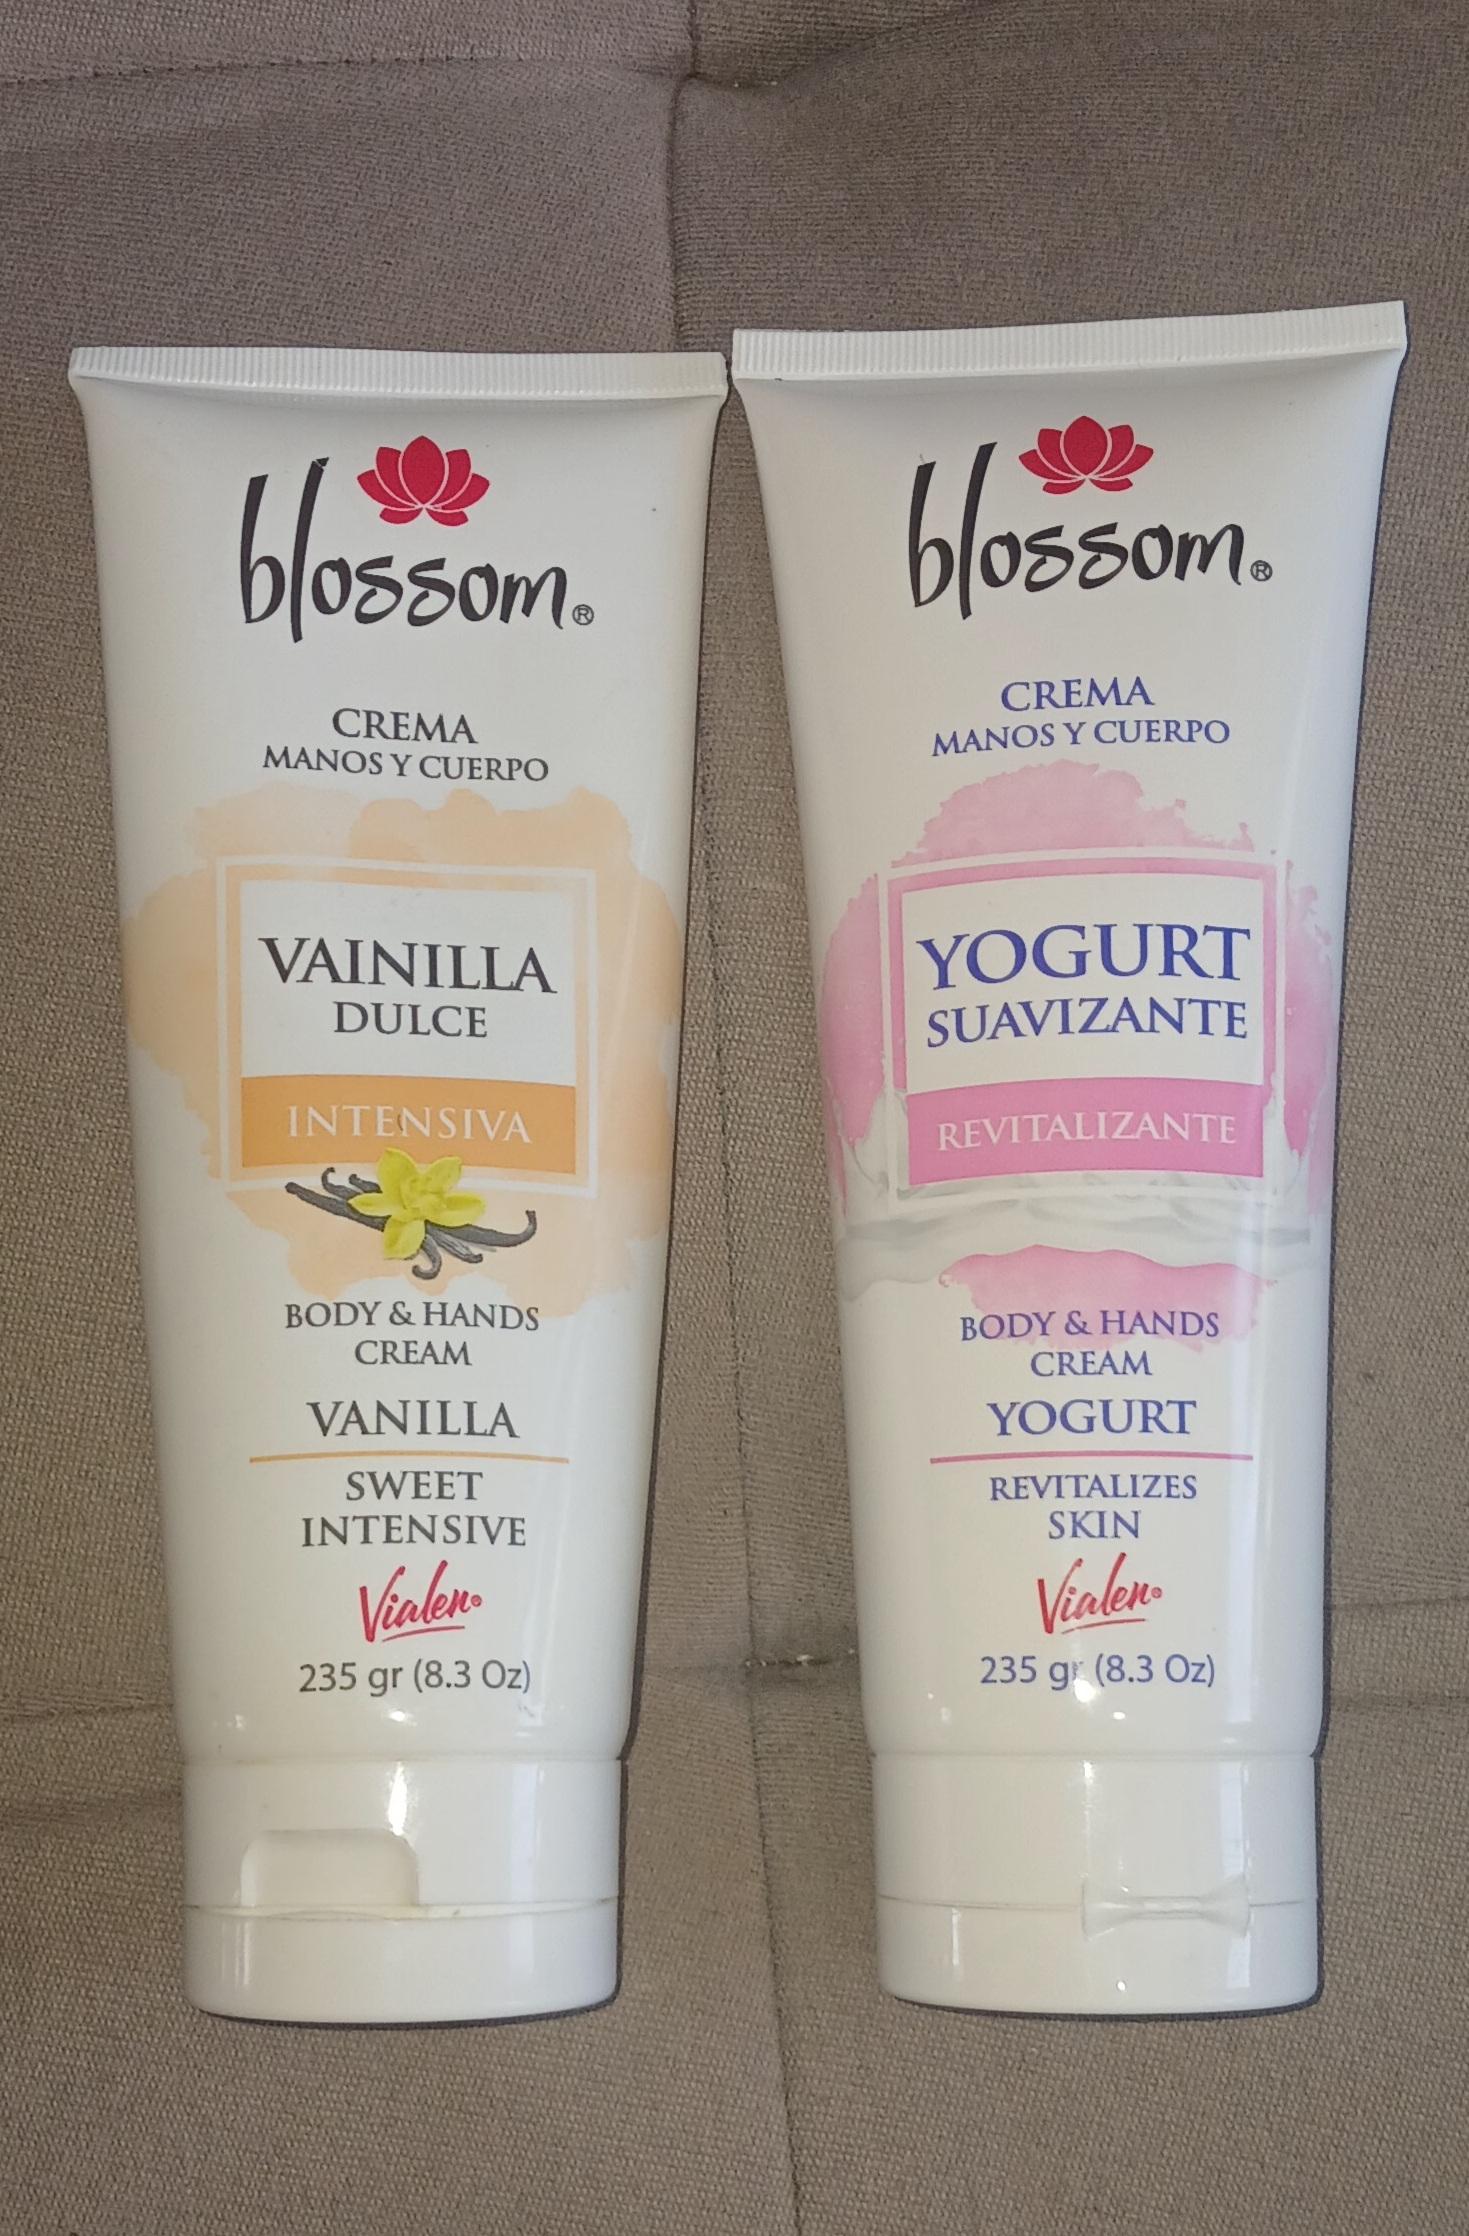 blossom®
CREMA
MANOS Y CUERPO
VAINILLA
DULCE
INTENSIVA
BODY & HANDS
CREAM
VANILLA
SWEET
INTENSIVE
Vialen®
235 gr (8.3 Oz)
blossom®
CREMA
MANOS Y CUERPO
YOGURT
SUAVIZANTE
REVITALIZANTE
BODY & HANDS
CREAM
YOGURT
REVITALIZES
SKIN
Vialen®
235 gr (8.3 Oz)